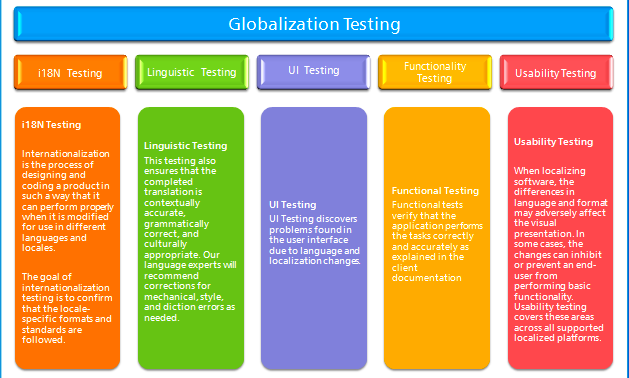 Globalization Testing
i18N Testing
Linguistic Testing
UI Testing
Functionality
Testing
Usability Testing
i18N Testing
Internationalization
is the process of
designing and
coding a product in
such a way that it
can perform properly
when it is modified
for use in different
languages and
locales.
The goal of
internationalization
testing is to confirm
that the locale-
specific formats and
standards are
followed.
Linguistic Testing
This testing also
ensures that the
completed
translation is
contextually
accurate,
grammatically
correct, and
culturally
appropriate. Our
language experts will
recommend
corrections for
mechanical, style,
and diction errors as
needed.
UI Testing
UI Testing discovers
problems found in
the user interface
due to language and
localization changes.
Functional Testing
Functional tests
verify that the
application performs
the tasks correctly
and accurately as
explained in the
client
documentation
Usability Testing
When localizing
software, the
differences in
language and format
may adversely affect
the visual
presentation. In
some cases, the
changes can inhibit
or prevent an end-
user from
performing basic
functionality.
Usability testing
covers these areas
across all supported
localized platforms.